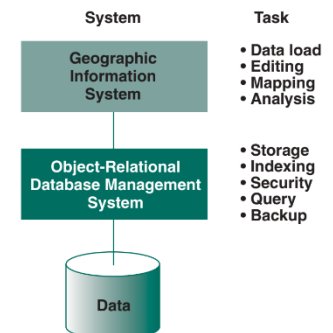 System Task
Geographic
Information
System
• Data load
• Editing
• Mapping
• Analysis
Object-Relational
Database Management
System
• Storage
• Indexing
• Security
• Query
• Backup
Data